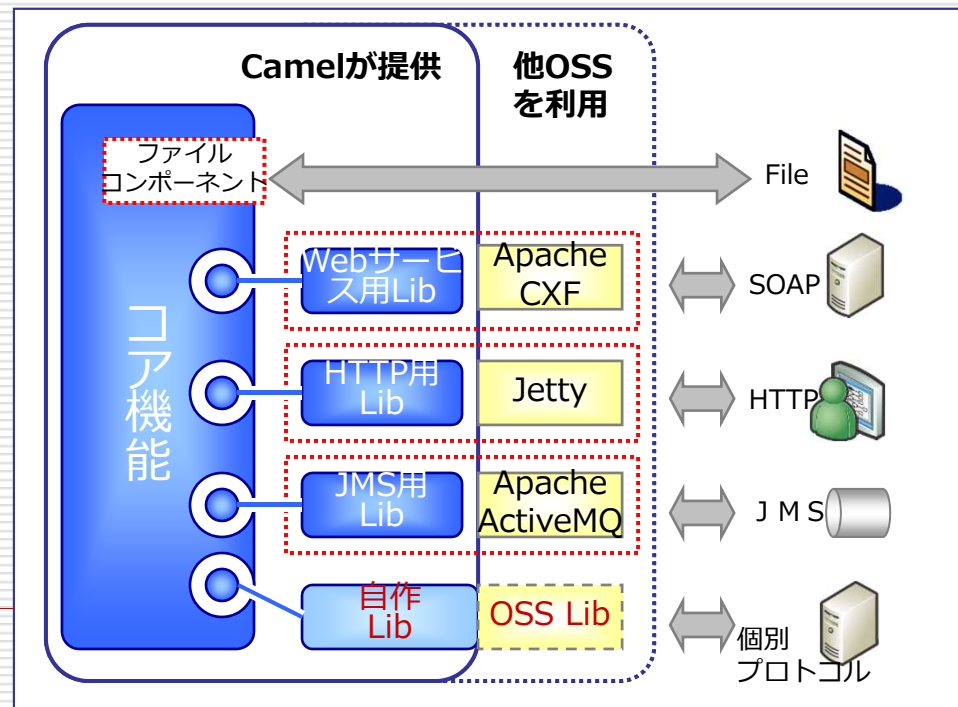 Camelが提供
他OSS
を利用
ファイル
コンポーネント
File
Webサービ
ス用Lib
Apache
CXF
SOAP
コア機能
HTTP用
Lib
Jetty
HTTP
JMS用
Lib
Apache
ActiveMQ
ＪＭＳ
自作
Lib
OSS Lib
個別
プロトコル